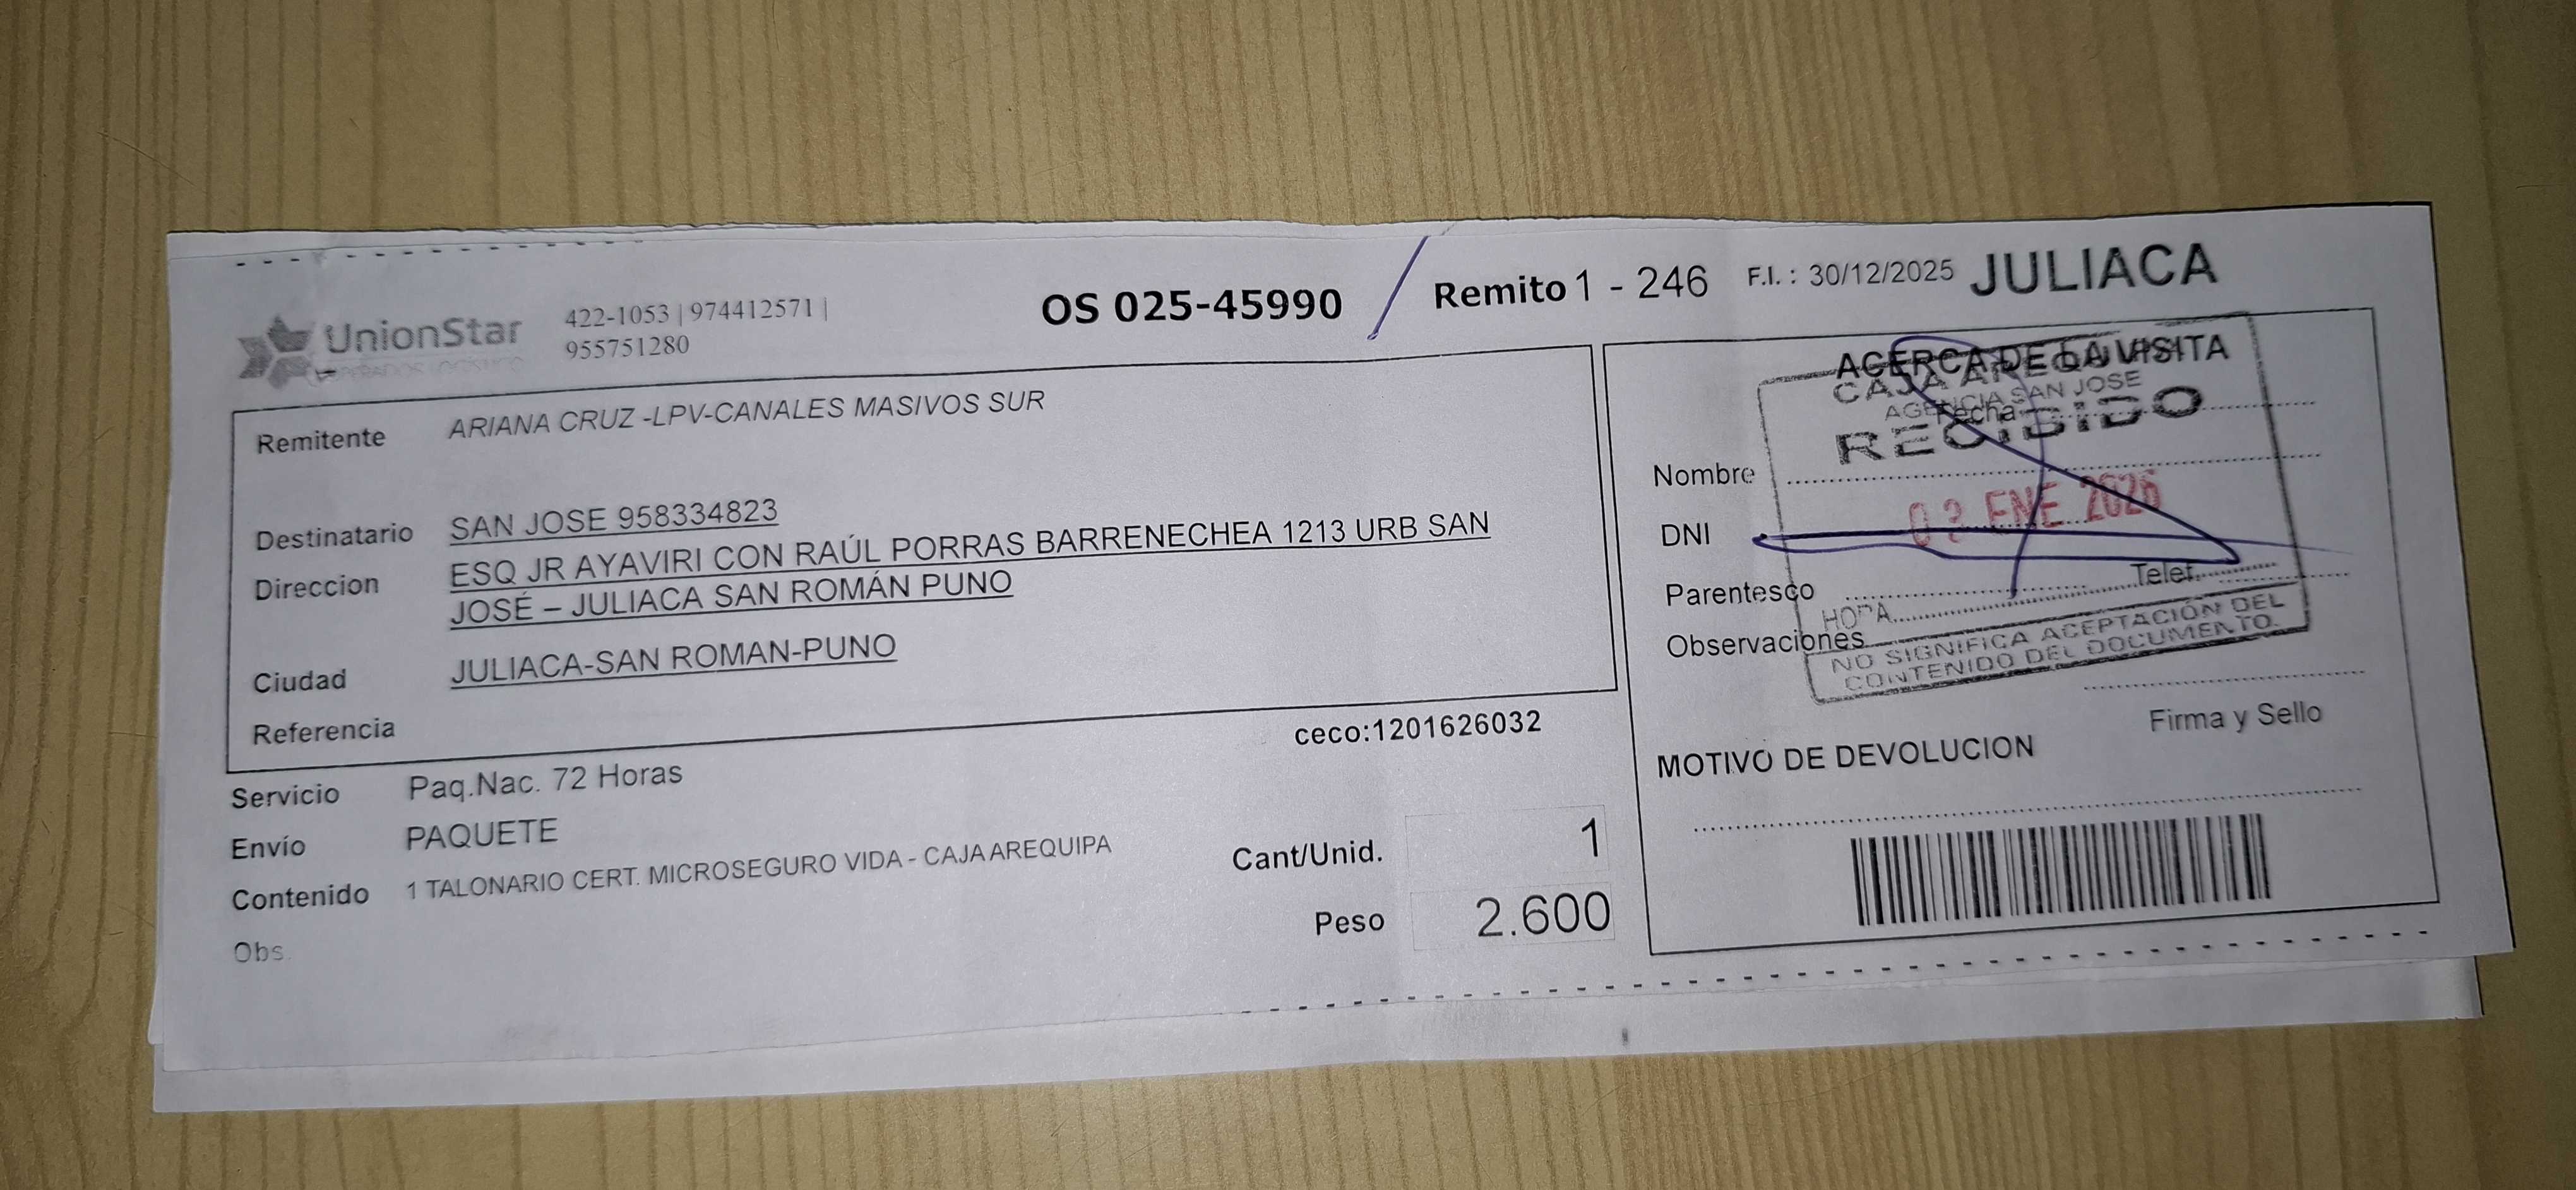 UnionStar
422-1053 | 974412571 |
955751280
OS 025-45990
Remito 1 - 246
F.I. : 30/12/2025
JULIACA
Remitente ARIANA CRUZ -LPV-CANALES MASIVOS SUR
Destinatario SAN JOSE 958334823
Direccion ESQ JR AYAVIRI CON RAÚL PORRAS BARRENECHEA 1213 URB SAN
JOSÉ – JULIACA SAN ROMÁN PUNO
Ciudad JULIACA-SAN ROMAN-PUNO
Referencia
ceco:1201626032
Servicio Paq.Nac. 72 Horas
Envío PAQUETE
Contenido 1 TALONARIO CERT. MICROSEGURO VIDA - CAJA AREQUIPA
Obs.
Cant/Unid. 1
Peso 2.600
ACERCA DE LA VISITA
Fecha
Nombre
DNI
Parentesco
Telef.
Observaciones
Firma y Sello
MOTIVO DE DEVOLUCION
CAJA AREQUIPA
AGENCIA SAN JOSE
RECIBIDO
ENE 2026
HORA
NO SIGNIFICA ACEPTACIÓN DEL
CONTENIDO DEL DOCUMENTO.